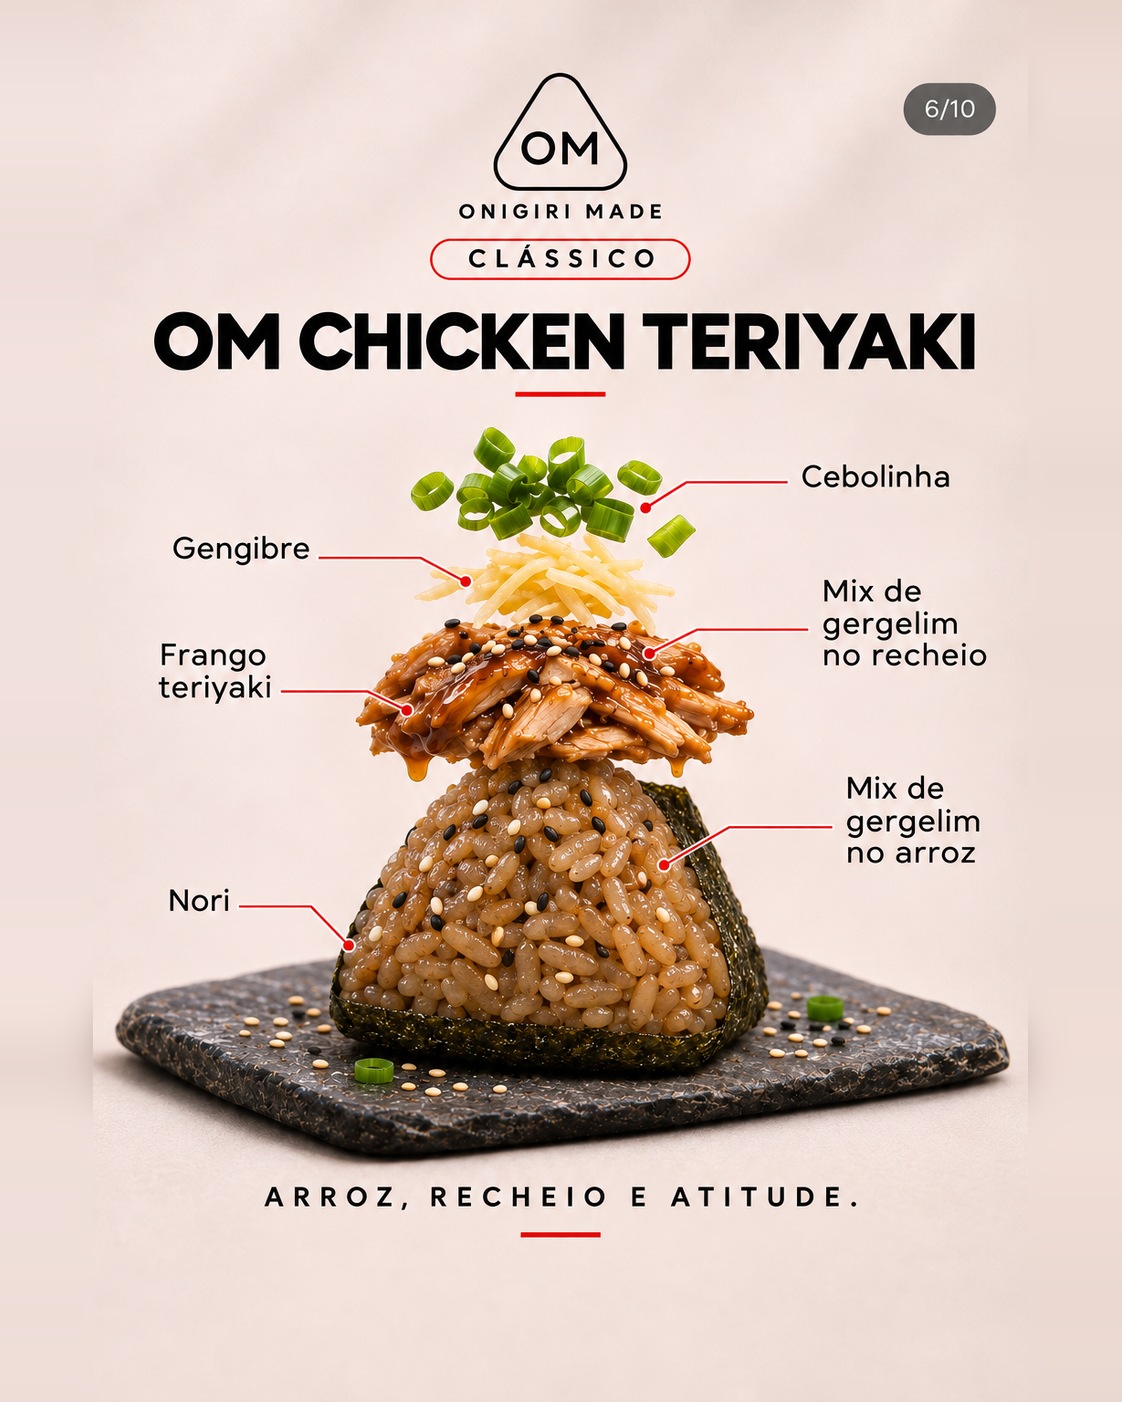 OM
6/10
ONIGIRI MADE
CLÁSSICO
OM CHICKEN TERIYAKI
Cebolinha
Gengibre
Mix de
gergelim
no recheio
Frango
teriyaki
Mix de
gergelim
no arroz
Nori
ARROZ, RECHEIO E ATITUDE.